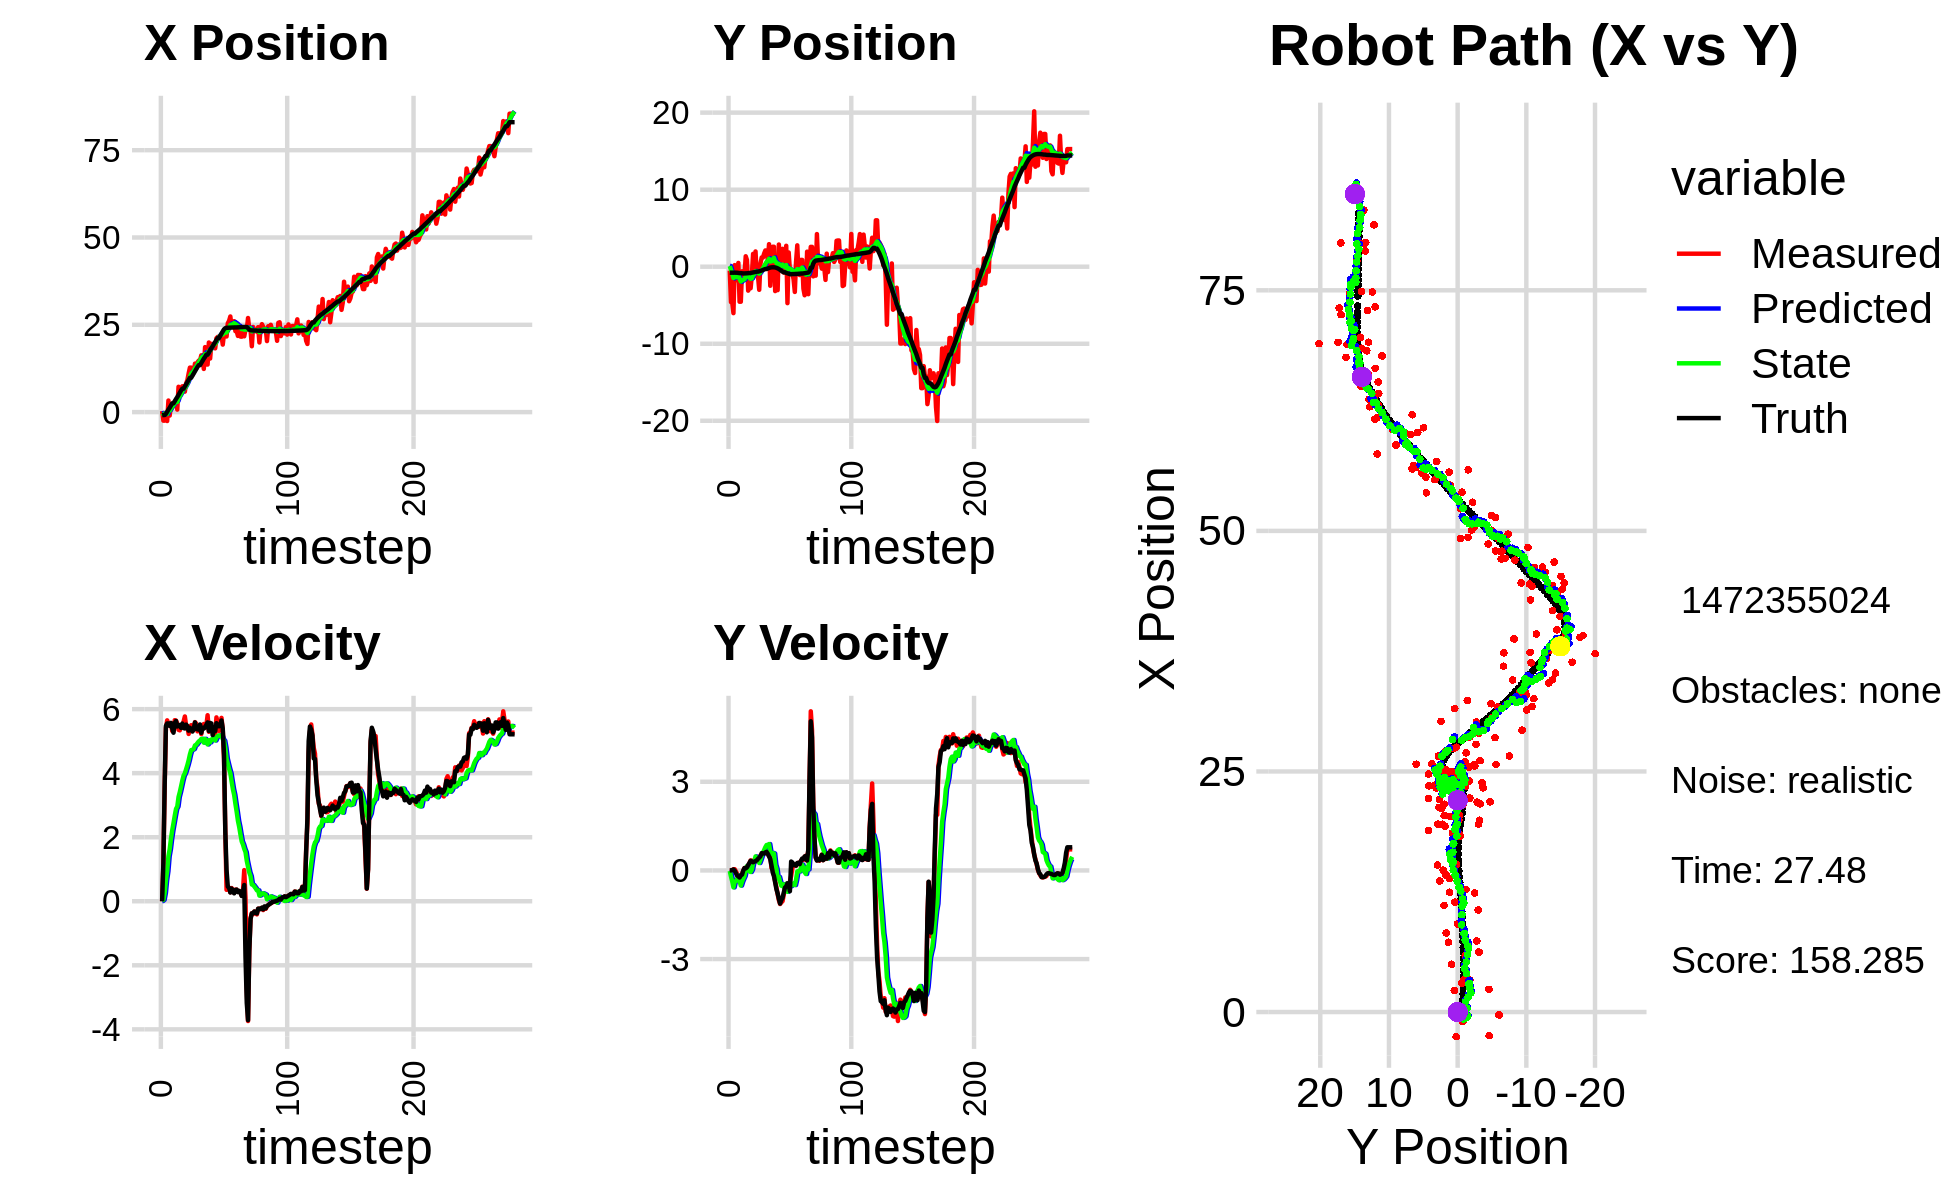 X Position
75
50
25
0
0
100
200
timestep
Y Position
20
10
0
-10
-20
0
100
200
timestep
X Velocity
6
4
2
0
-2
-4
0
100
200
timestep
Y Velocity
3
0
-3
0
100
200
timestep
Robot Path (X vs Y)
X Position
75
50
25
0
20 10 0 -10 -20
Y Position
variable
Measured
Predicted
State
Truth
1472355024
Obstacles: none
Noise: realistic
Time: 27.48
Score: 158.285